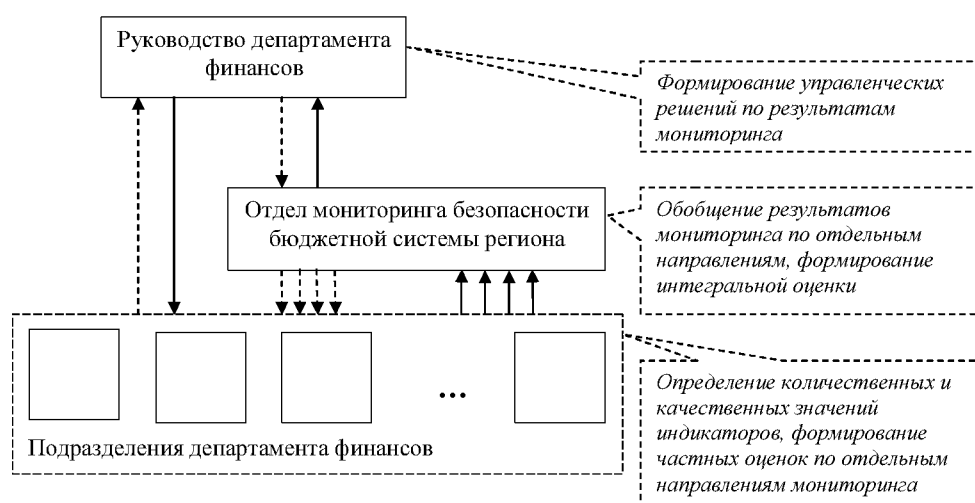 Руководство департамента
финансов
Формирование управленческих
решений по результатам
мониторинга
Отдел мониторинга безопасности
бюджетной системы региона
Обобщение результатов
мониторинга по отдельным
направлениям, формирование
интегральной оценки
...
Подразделения департамента финансов
Определение количественных и
качественных значений
индикаторов, формирование
частных оценок по отдельным
направлениям мониторинга